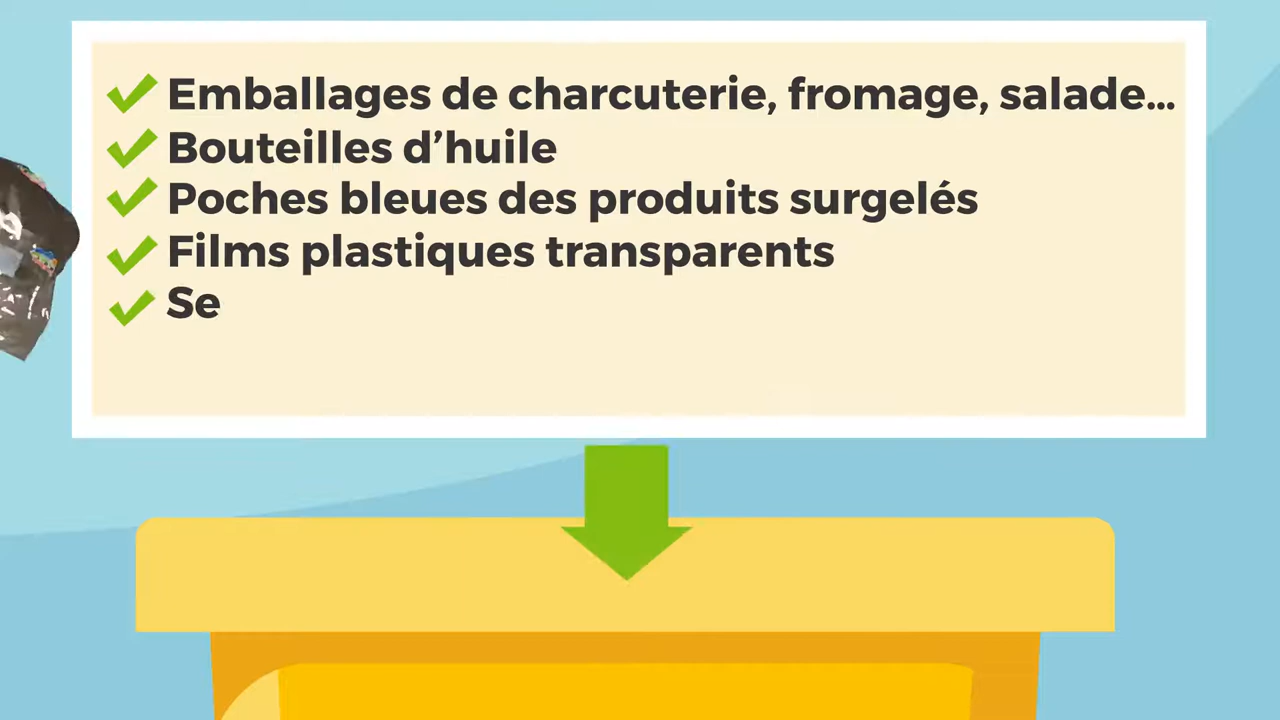 Emballages de charcuterie, fromage, salade...
Bouteilles d’huile
Poches bleues des produits surgelés
Films plastiques transparents
Se